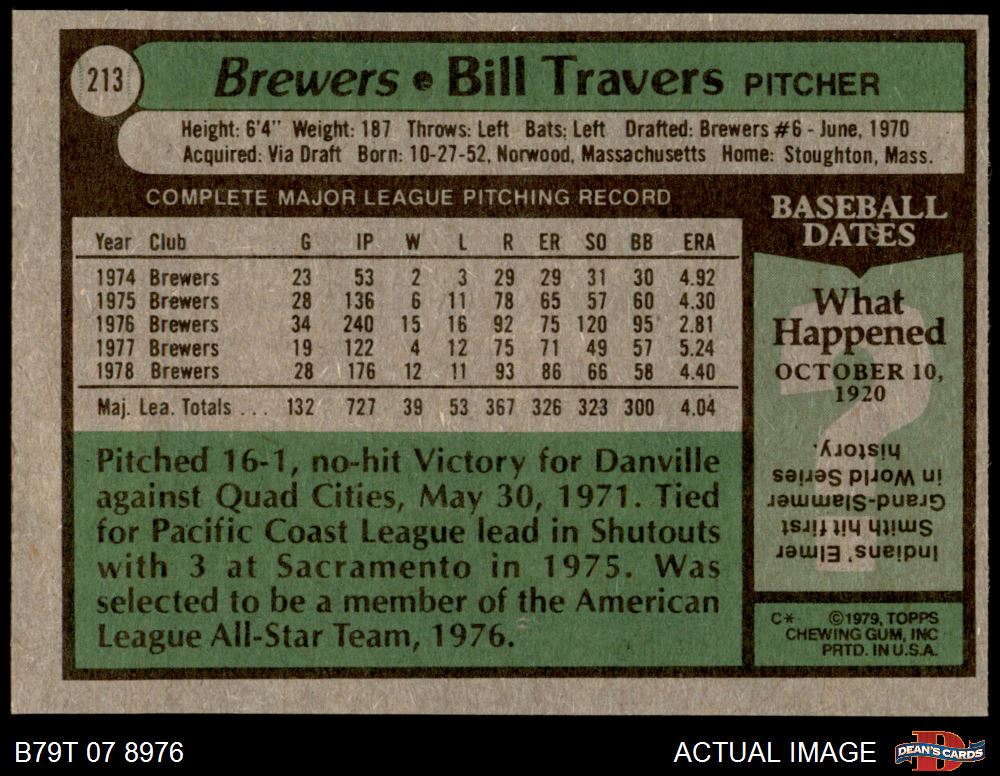 213
Brewers • Bill Travers PITCHER
Height: 6'4" Weight: 187 Throws: Left Bats: Left Drafted: Brewers #6 - June, 1970
Acquired: Via Draft Born: 10-27-52, Norwood, Massachusetts Home: Stoughton, Mass.
COMPLETE MAJOR LEAGUE PITCHING RECORD
Year Club G IP W L R ER SO BB ERA
1974 Brewers 23 53 2 3 29 29 31 30 4.92
1975 Brewers 28 136 6 11 78 65 57 60 4.30
1976 Brewers 34 240 15 16 92 75 120 95 2.81
1977 Brewers 19 122 4 12 75 71 49 57 5.24
1978 Brewers 28 176 12 11 93 86 66 58 4.40
Maj. Lea. Totals ... 132 727 39 53 367 326 323 300 4.04
Pitched 16-1, no-hit Victory for Danville
against Quad Cities, May 30, 1971. Tied
for Pacific Coast League lead in Shutouts
with 3 at Sacramento in 1975. Was
selected to be a member of the American
League All-Star Team, 1976.
BASEBALL
DATES
What
Happened
OCTOBER 10,
1920
?
Indians' Elmer
Smith hit first
Grand-Slammer
in World Series
history.
C* ©1979, TOPPS
CHEWING GUM, INC
PRTD. IN U.S.A.
B79T 07 8976
ACTUAL IMAGE
DEAN'S CARDS